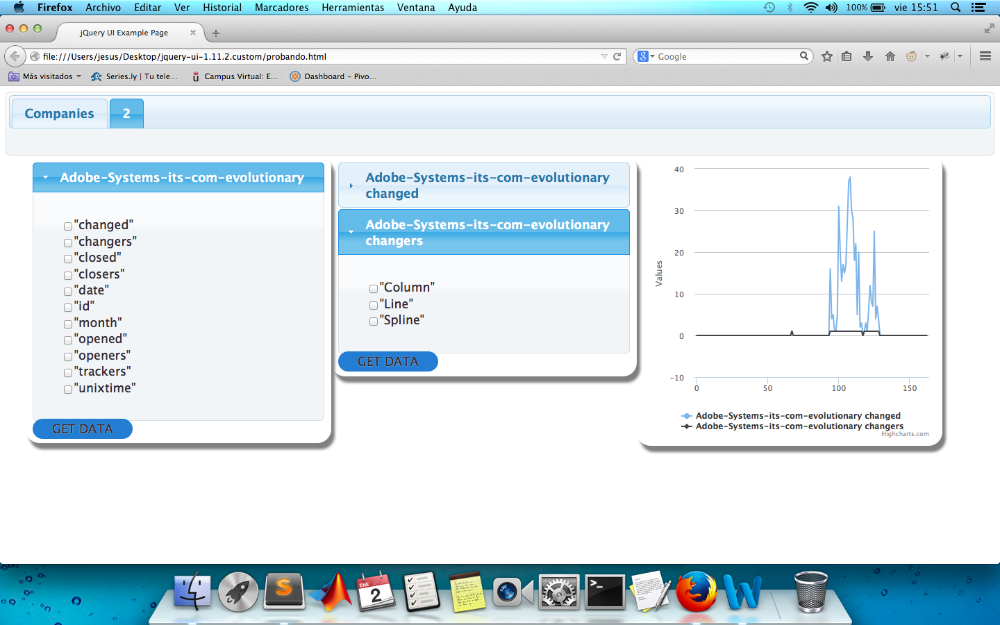 Firefox Archivo Editar Ver Historial Marcadores Herramientas Ventana Ayuda 100% vie 15:51
jQuery UI Example Page
file:///Users/jesus/Desktop/jquery-ui-1.11.2.custom/probando.html
Google
Más visitados Series.ly | Tu tele... Campus Virtual: E... Dashboard – Pivo...
Companies 2
Adobe-Systems-its-com-evolutionary
"changed"
"changers"
"closed"
"closers"
"date"
"id"
"month"
"opened"
"openers"
"trackers"
"unixtime"
GET DATA
Adobe-Systems-its-com-evolutionary
changed
Adobe-Systems-its-com-evolutionary
changers
"Column"
"Line"
"Spline"
GET DATA
Values
40
30
20
10
0
-10
0 50 100 150
Adobe-Systems-its-com-evolutionary changed
Adobe-Systems-its-com-evolutionary changers
Highcharts.com
ENE
2